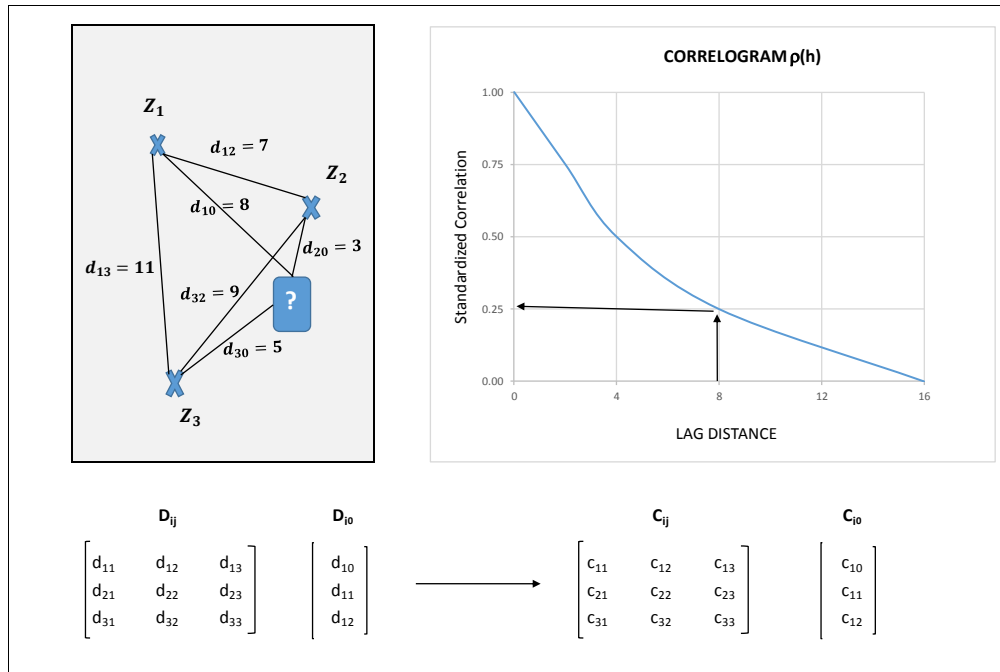 Z1
d12 = 7
Z2
d10 = 8
d20 = 3
d13 = 11
d32 = 9
?
d30 = 5
Z3
CORRELOGRAM ρ(h)
Standardized Correlation
1.00
0.75
0.50
0.25
0.00
0 4 8 12 16
LAG DISTANCE
Dij Di0 Cij Ci0
d11 d12 d13 d10 c11 c12 c13 c10
d21 d22 d23 d11 c21 c22 c23 c11
d31 d32 d33 d12 c31 c32 c33 c12